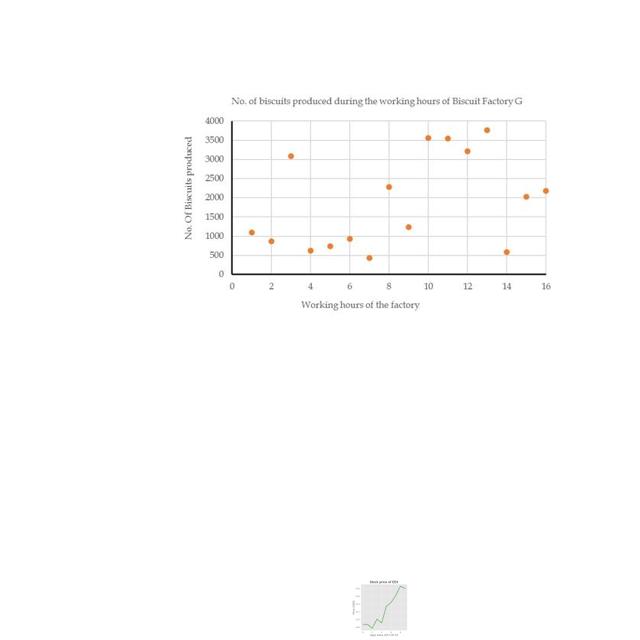 No. of biscuits produced during the working hours of Biscuit Factory G
4000
3500
3000
2500
2000
1500
1000
500
0
No. Of Biscuits produced
0 2 4 6 8 10 12 14 16
Working hours of the factory